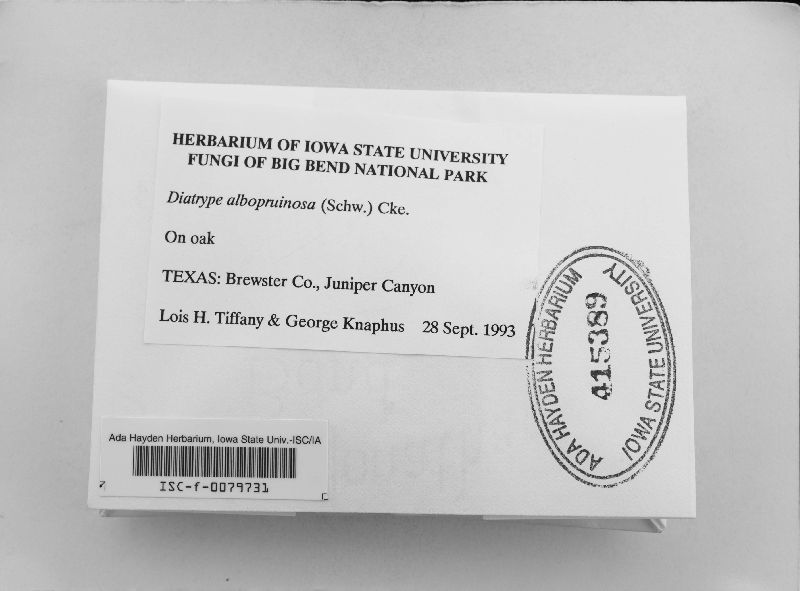 HERBARIUM OF IOWA STATE UNIVERSITY
FUNGI OF BIG BEND NATIONAL PARK
Diatrype albopruinosa (Schw.) Cke.
On oak
TEXAS: Brewster Co., Juniper Canyon
Lois H. Tiffany & George Knaphus 28 Sept. 1993
ADA HAYDEN HERBARIUM
415389
IOWA STATE UNIVERSITY
Ada Hayden Herbarium, Iowa State Univ.-ISC/IA
ISC-f-0079731